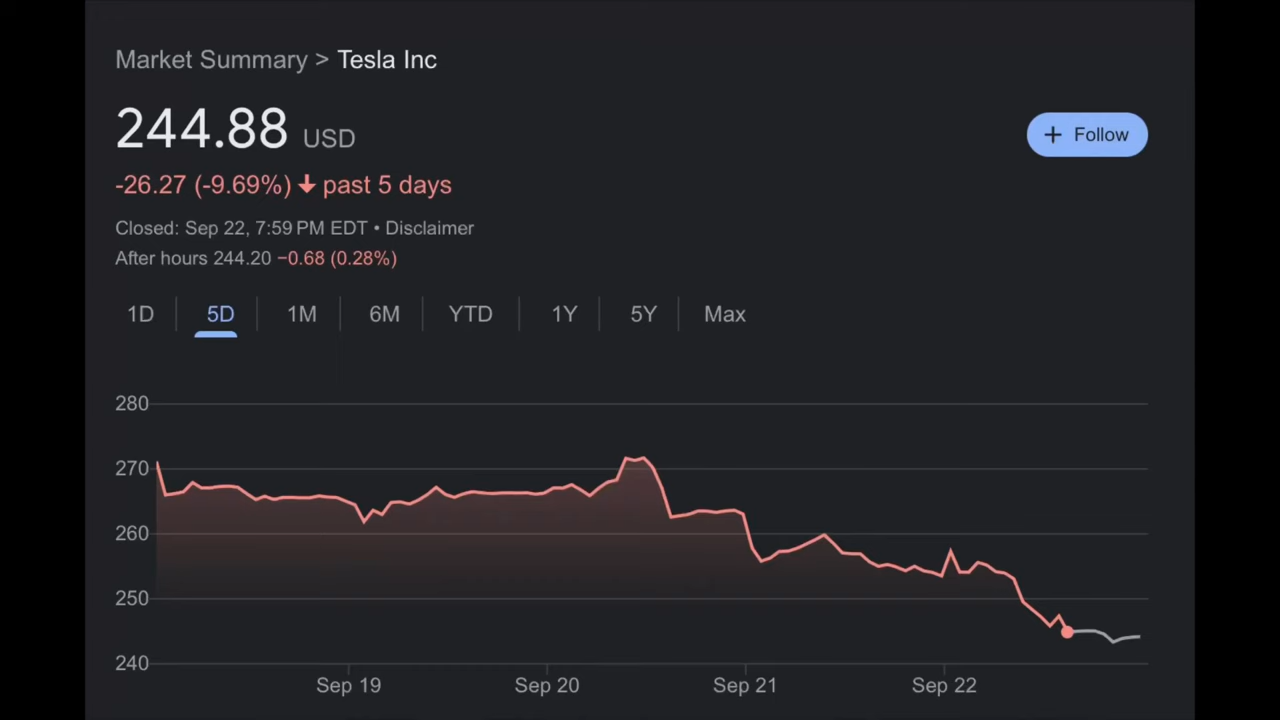 Market Summary > Tesla Inc
244.88 USD
+ Follow
-26.27 (-9.69%) ↓ past 5 days
Closed: Sep 22, 7:59 PM EDT • Disclaimer
After hours 244.20 −0.68 (0.28%)
1D 5D 1M 6M YTD 1Y 5Y Max
280
270
260
250
240
Sep 19 Sep 20 Sep 21 Sep 22